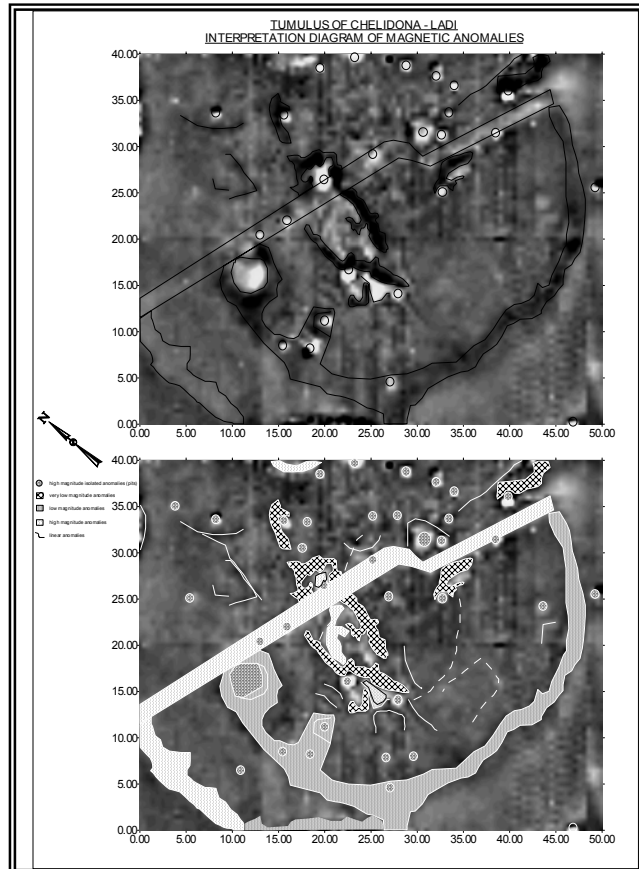 TUMULUS OF CHELIDONA - LADI
INTERPRETATION DIAGRAM OF MAGNETIC ANOMALIES
40.00
35.00
30.00
25.00
20.00
15.00
10.00
5.00
0.00
0.00 5.00 10.00 15.00 20.00 25.00 30.00 35.00 40.00 45.00 50.00
N
high magnitude isolated anomalies (pits)
very low magnitude anomalies
low magnitude anomalies
high magnitude anomalies
linear anomalies
40.00
35.00
30.00
25.00
20.00
15.00
10.00
5.00
0.00
0.00 5.00 10.00 15.00 20.00 25.00 30.00 35.00 40.00 45.00 50.00